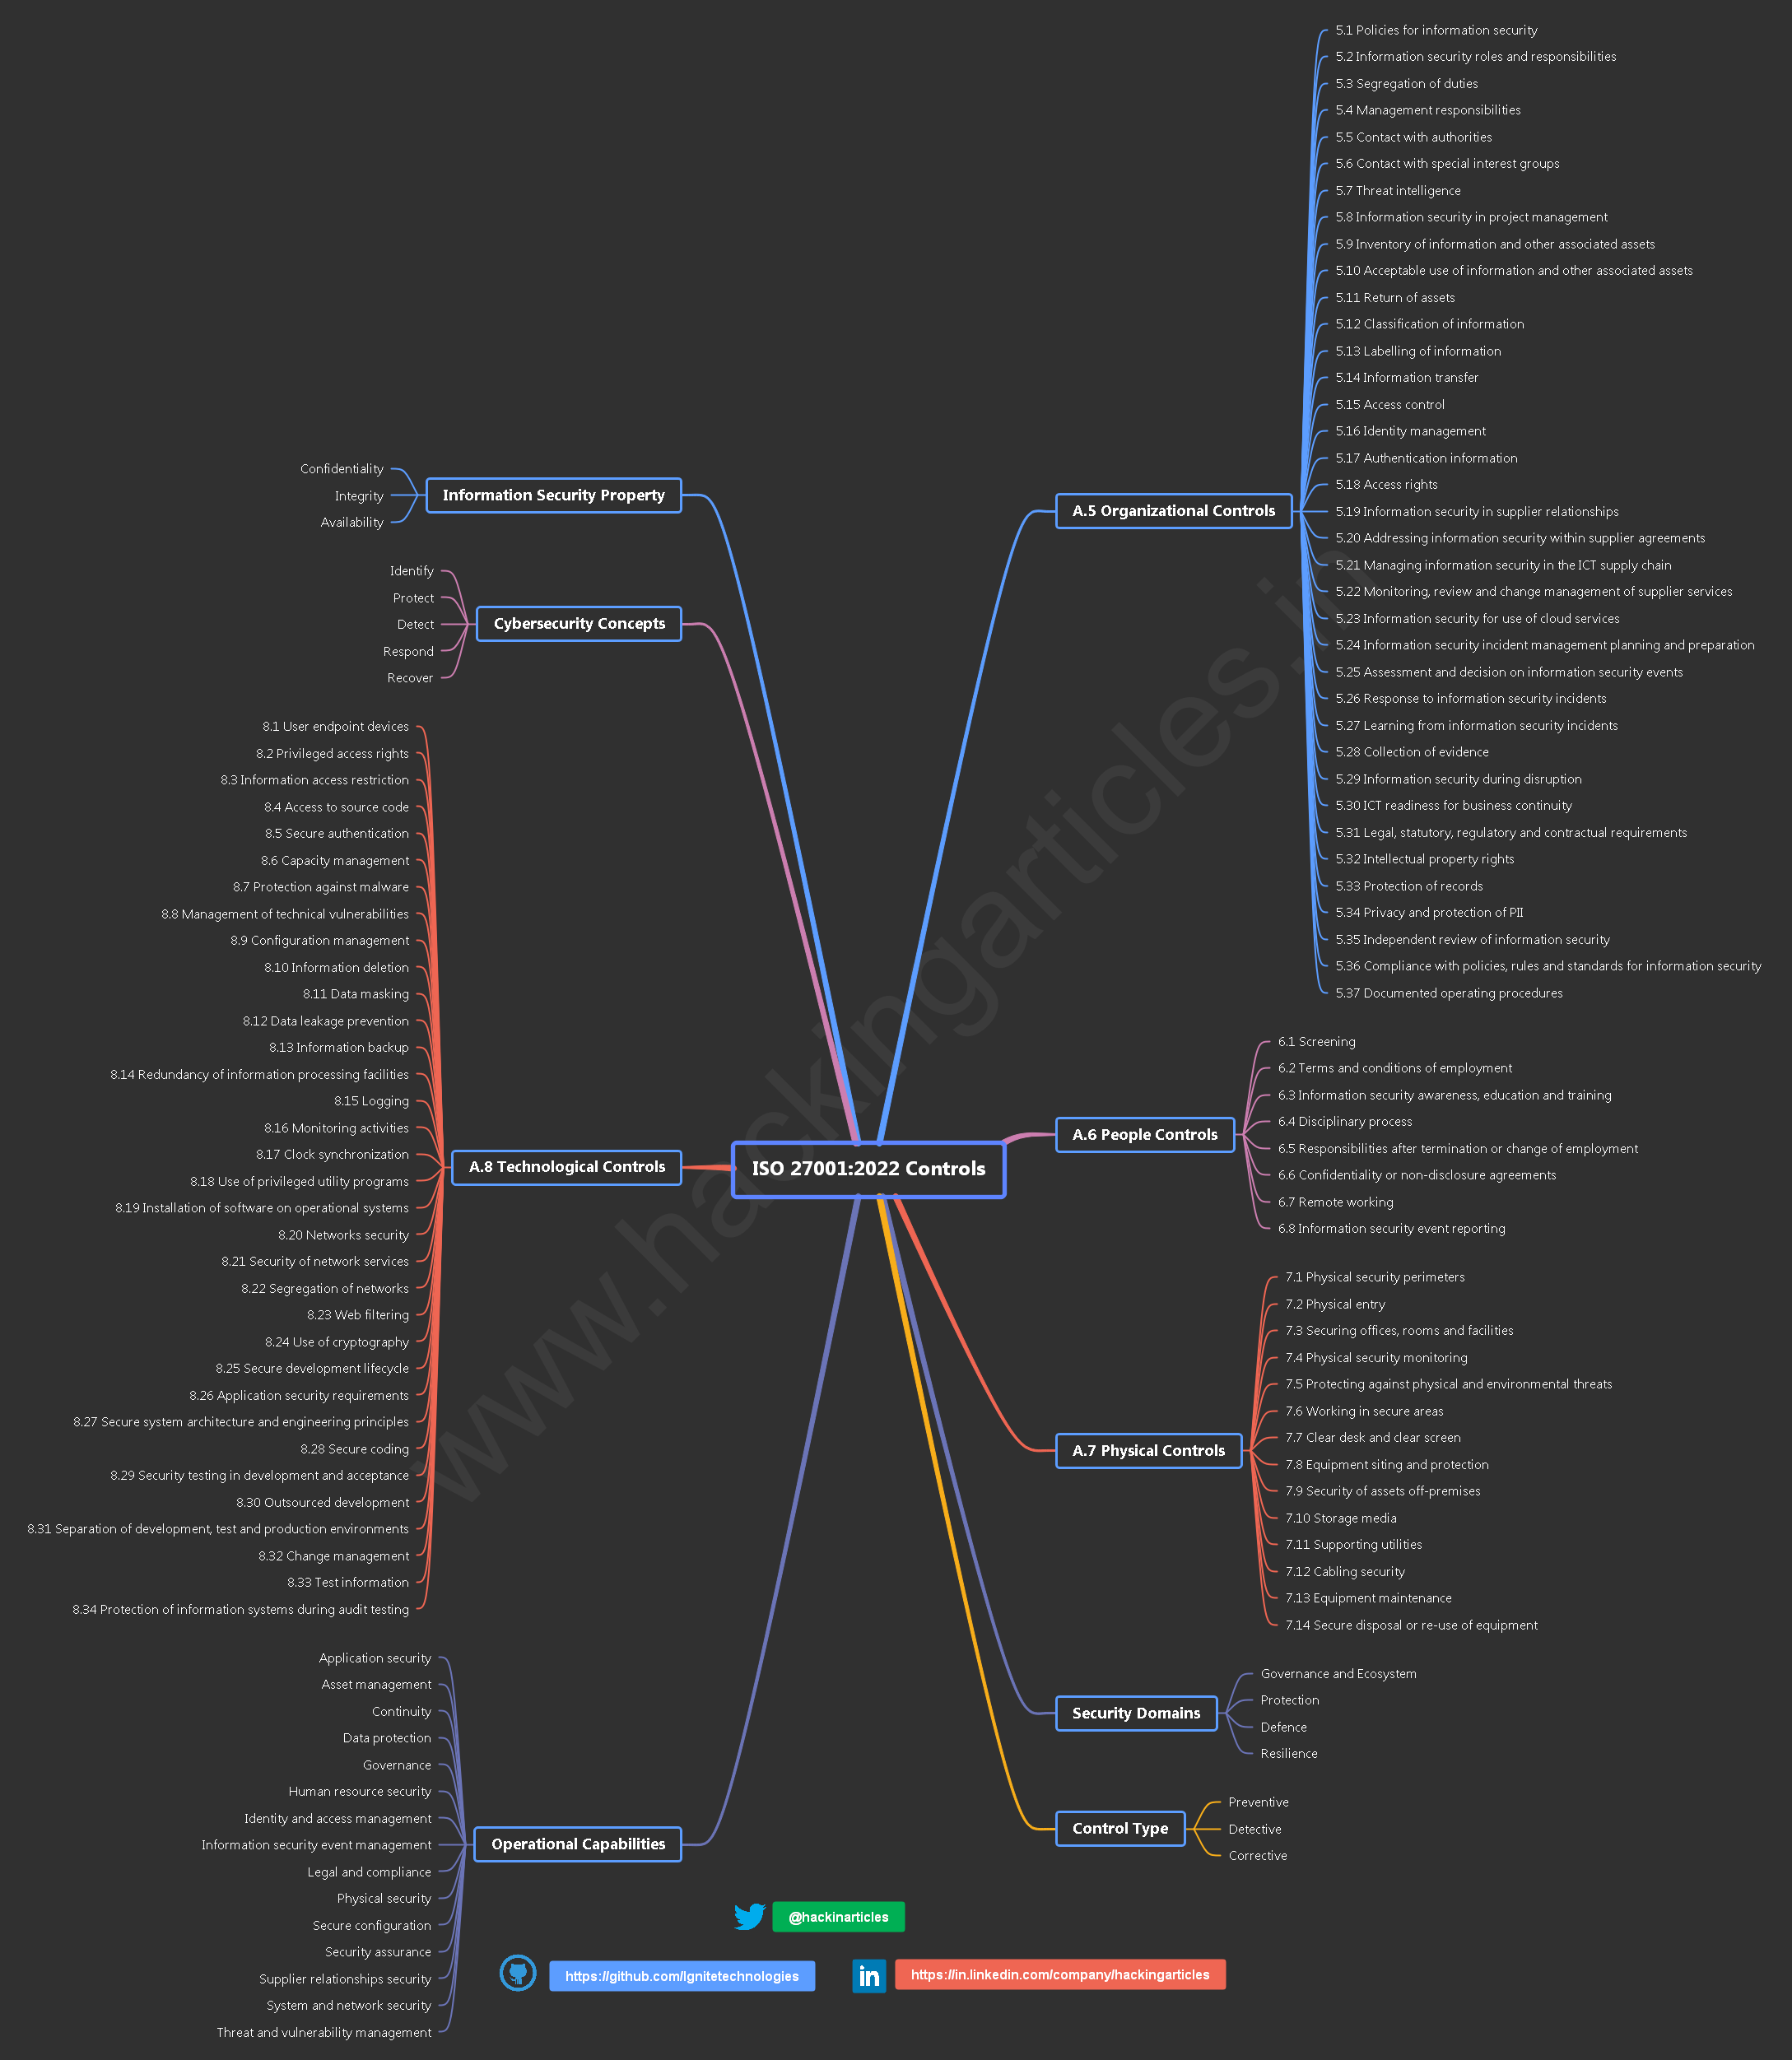 ISO 27001:2022 Controls
A.5 Organizational Controls
5.1 Policies for information security
5.2 Information security roles and responsibilities
5.3 Segregation of duties
5.4 Management responsibilities
5.5 Contact with authorities
5.6 Contact with special interest groups
5.7 Threat intelligence
5.8 Information security in project management
5.9 Inventory of information and other associated assets
5.10 Acceptable use of information and other associated assets
5.11 Return of assets
5.12 Classification of information
5.13 Labelling of information
5.14 Information transfer
5.15 Access control
5.16 Identity management
5.17 Authentication information
5.18 Access rights
5.19 Information security in supplier relationships
5.20 Addressing information security within supplier agreements
5.21 Managing information security in the ICT supply chain
5.22 Monitoring, review and change management of supplier services
5.23 Information security for use of cloud services
5.24 Information security incident management planning and preparation
5.25 Assessment and decision on information security events
5.26 Response to information security incidents
5.27 Learning from information security incidents
5.28 Collection of evidence
5.29 Information security during disruption
5.30 ICT readiness for business continuity
5.31 Legal, statutory, regulatory and contractual requirements
5.32 Intellectual property rights
5.33 Protection of records
5.34 Privacy and protection of PII
5.35 Independent review of information security
5.36 Compliance with policies, rules and standards for information security
5.37 Documented operating procedures
A.6 People Controls
6.1 Screening
6.2 Terms and conditions of employment
6.3 Information security awareness, education and training
6.4 Disciplinary process
6.5 Responsibilities after termination or change of employment
6.6 Confidentiality or non-disclosure agreements
6.7 Remote working
6.8 Information security event reporting
A.7 Physical Controls
7.1 Physical security perimeters
7.2 Physical entry
7.3 Securing offices, rooms and facilities
7.4 Physical security monitoring
7.5 Protecting against physical and environmental threats
7.6 Working in secure areas
7.7 Clear desk and clear screen
7.8 Equipment siting and protection
7.9 Security of assets off-premises
7.10 Storage media
7.11 Supporting utilities
7.12 Cabling security
7.13 Equipment maintenance
7.14 Secure disposal or re-use of equipment
Security Domains
Governance and Ecosystem
Protection
Defence
Resilience
Control Type
Preventive
Detective
Corrective
Information Security Property
Confidentiality
Integrity
Availability
Cybersecurity Concepts
Identify
Protect
Detect
Respond
Recover
A.8 Technological Controls
8.1 User endpoint devices
8.2 Privileged access rights
8.3 Information access restriction
8.4 Access to source code
8.5 Secure authentication
8.6 Capacity management
8.7 Protection against malware
8.8 Management of technical vulnerabilities
8.9 Configuration management
8.10 Information deletion
8.11 Data masking
8.12 Data leakage prevention
8.13 Information backup
8.14 Redundancy of information processing facilities
8.15 Logging
8.16 Monitoring activities
8.17 Clock synchronization
8.18 Use of privileged utility programs
8.19 Installation of software on operational systems
8.20 Networks security
8.21 Security of network services
8.22 Segregation of networks
8.23 Web filtering
8.24 Use of cryptography
8.25 Secure development lifecycle
8.26 Application security requirements
8.27 Secure system architecture and engineering principles
8.28 Secure coding
8.29 Security testing in development and acceptance
8.30 Outsourced development
8.31 Separation of development, test and production environments
8.32 Change management
8.33 Test information
8.34 Protection of information systems during audit testing
Operational Capabilities
Application security
Asset management
Continuity
Data protection
Governance
Human resource security
Identity and access management
Information security event management
Legal and compliance
Physical security
Secure configuration
Security assurance
Supplier relationships security
System and network security
Threat and vulnerability management
@hackinarticles
https://github.com/Ignitetechnologies
in
https://in.linkedin.com/company/hackingarticles
www.hackingarticles.in